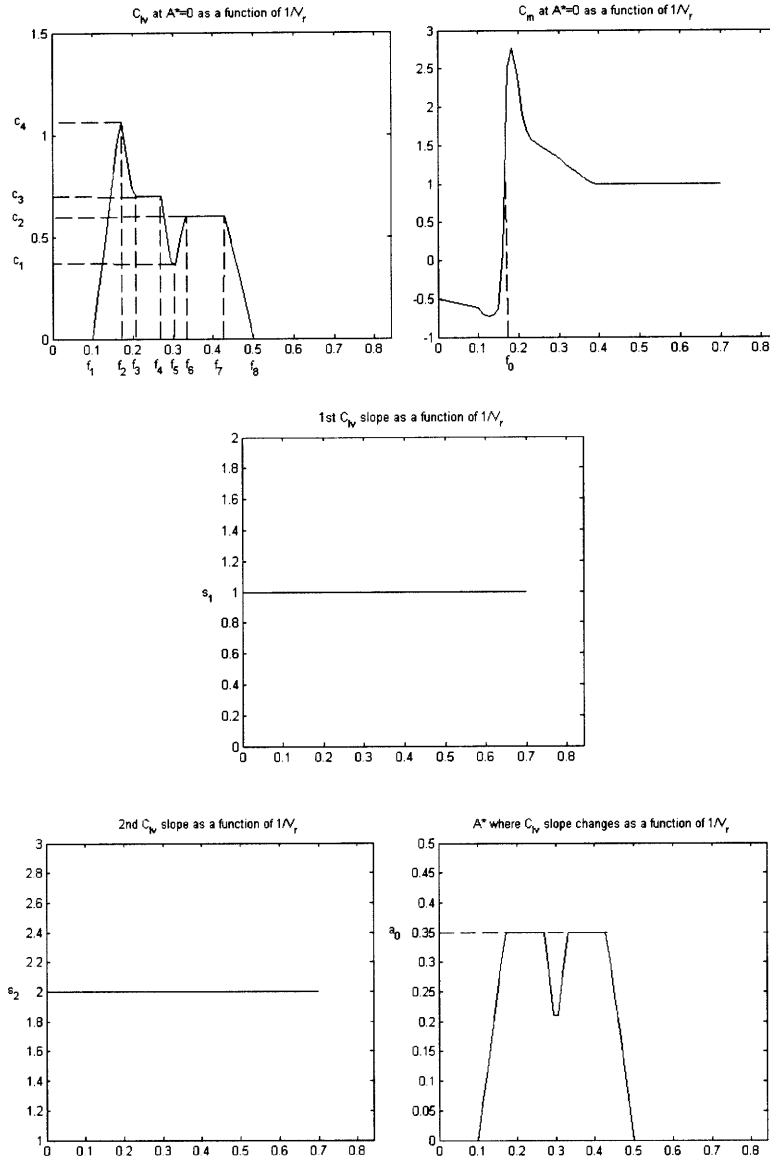 C_lv at A*=0 as a function of 1/V_r
1.5
1
0.5
0
c_4
c_3
c_2
c_1
0 0.1 0.2 0.3 0.4 0.5 0.6 0.7 0.8
f_1 f_2 f_3 f_4 f_5 f_6 f_7 f_8
C_m at A*=0 as a function of 1/V_r
3
2.5
2
1.5
1
0.5
0
-0.5
-1
0 0.1 0.2 0.3 0.4 0.5 0.6 0.7 0.8
f_0
1st C_lv slope as a function of 1/V_r
2
1.8
1.6
1.4
1.2
s_1 1
0.8
0.6
0.4
0.2
0
0 0.1 0.2 0.3 0.4 0.5 0.6 0.7 0.8
2nd C_lv slope as a function of 1/V_r
3
2.8
2.6
2.4
2.2
s_2 2
1.8
1.6
1.4
1.2
1
0 0.1 0.2 0.3 0.4 0.5 0.6 0.7 0.8
A* where C_lv slope changes as a function of 1/V_r
0.5
0.45
0.4
a_0 0.35
0.3
0.25
0.2
0.15
0.1
0.05
0
0 0.1 0.2 0.3 0.4 0.5 0.6 0.7 0.8